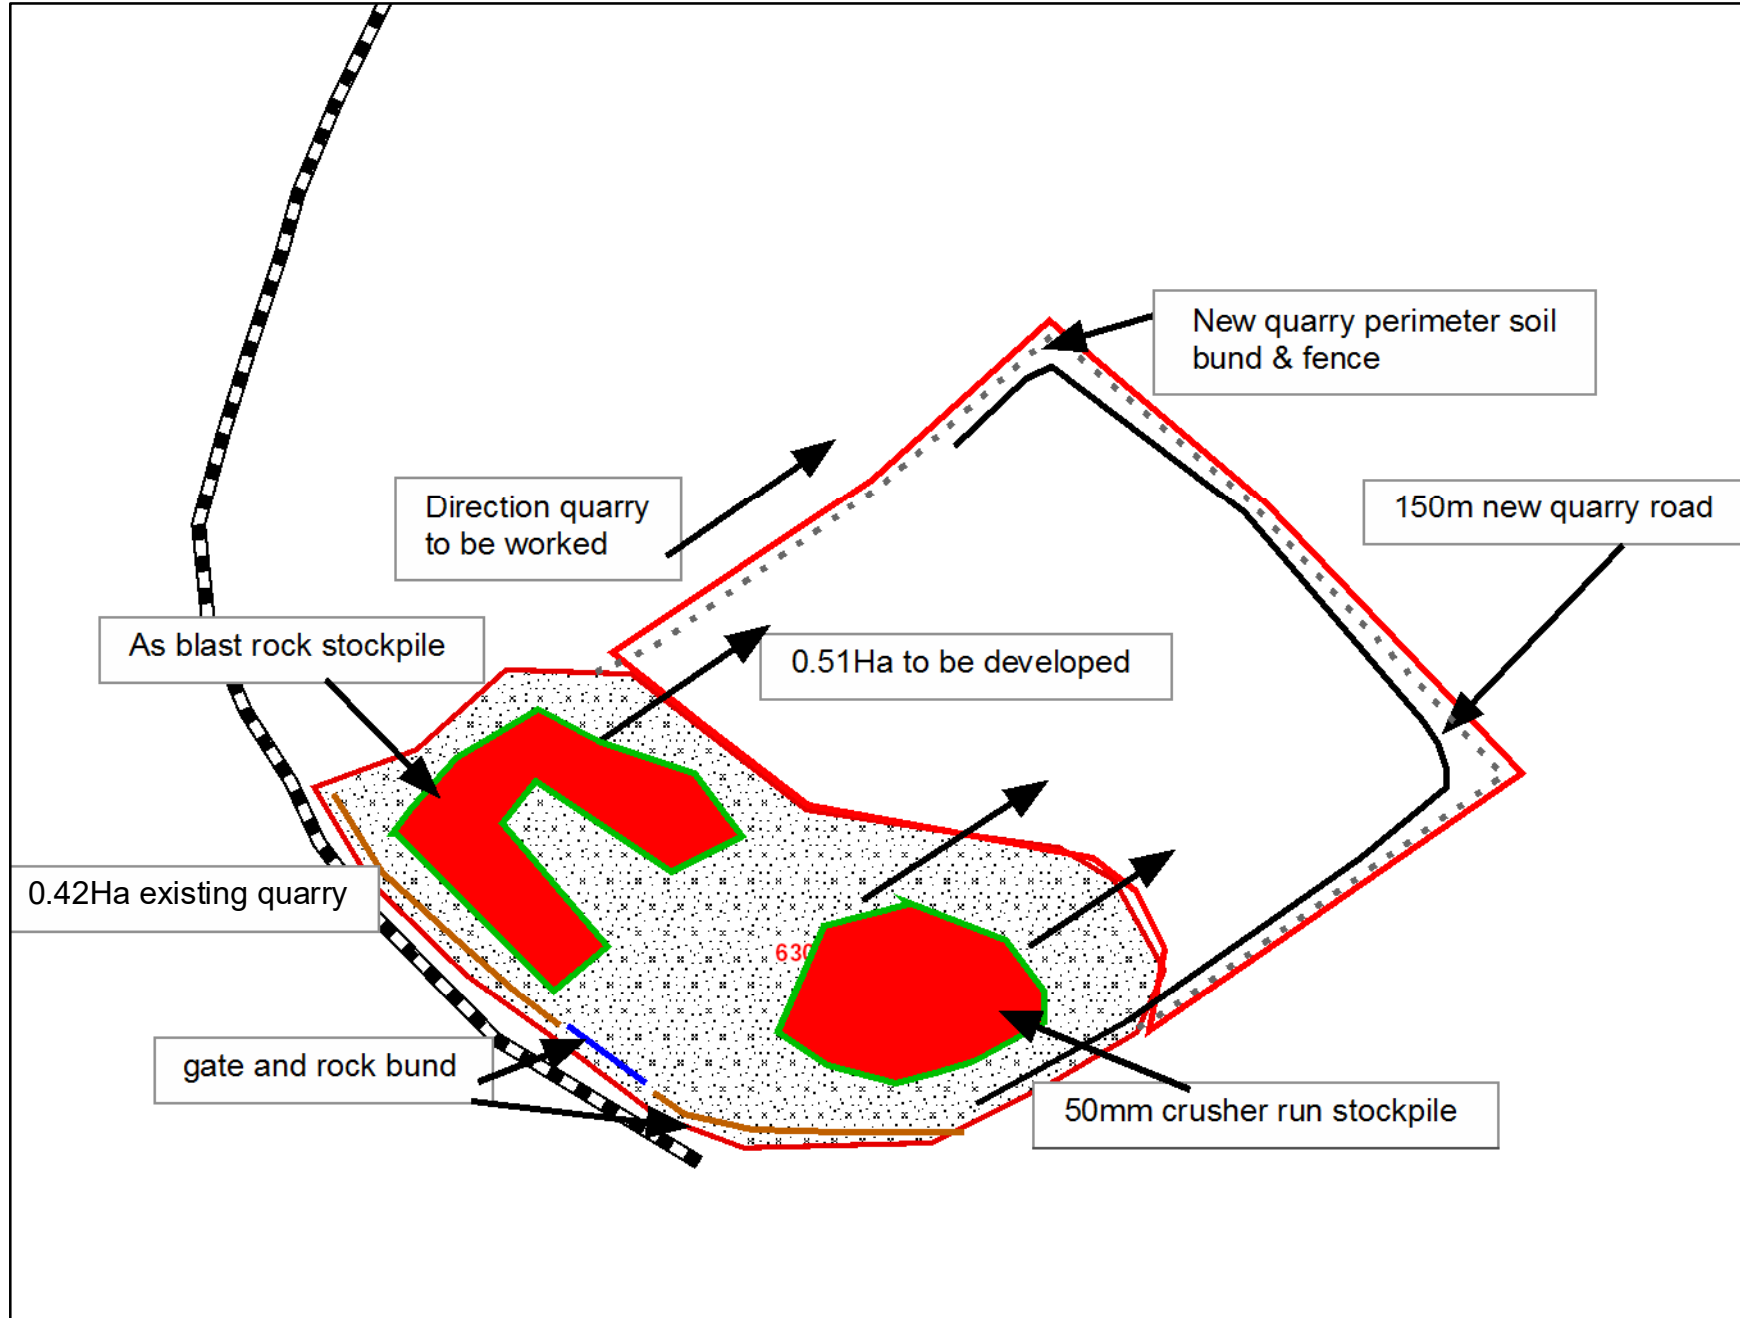 New quarry perimeter soil
bund & fence
Direction quarry
to be worked
150m new quarry road
As blast rock stockpile
0.51Ha to be developed
0.42Ha existing quarry
630
gate and rock bund
50mm crusher run stockpile